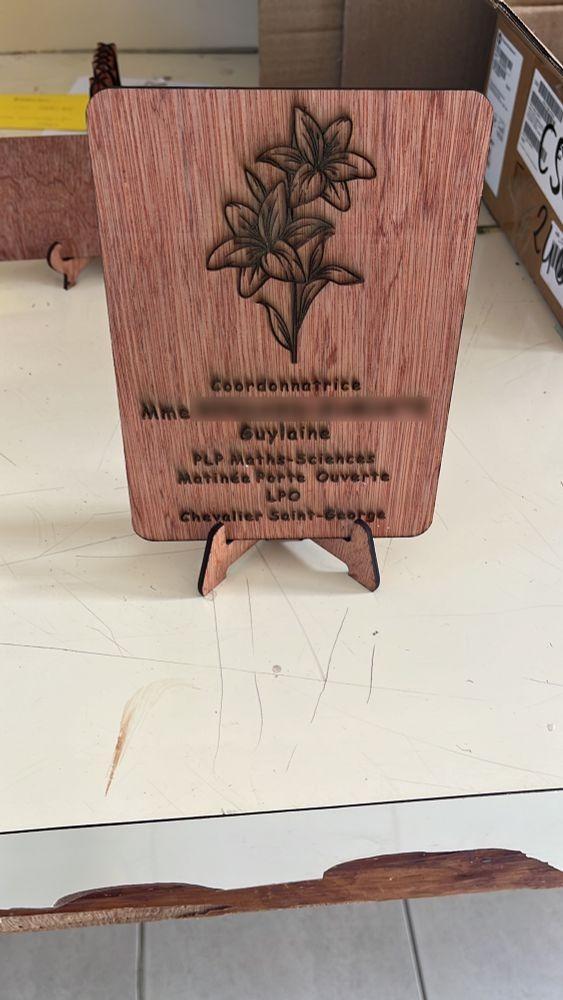 Coordonnatrice
Mme
Guylaine
PLP Maths-Sciences
Matinée Porte Ouverte
LPO
Chevalier Saint-George